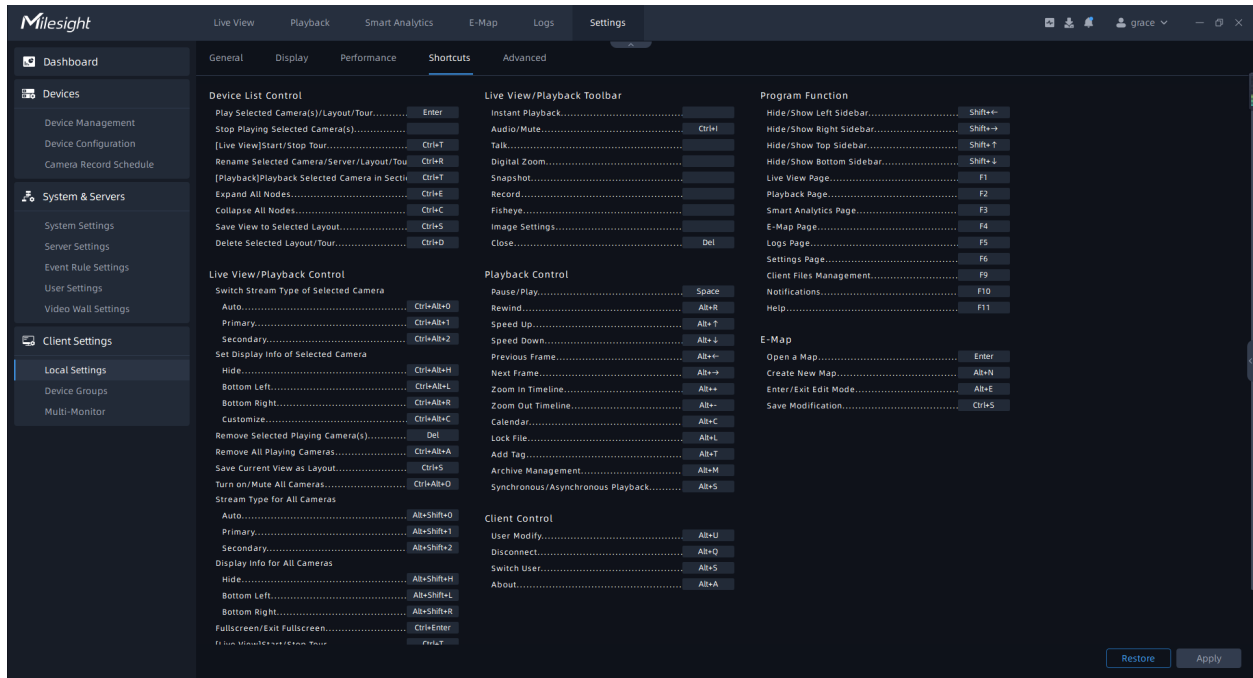 Milesight
Live View Playback Smart Analytics E-Map Logs Settings
grace
Dashboard
Devices
Device Management
Device Configuration
Camera Record Schedule
System & Servers
System Settings
Server Settings
Event Rule Settings
User Settings
Video Wall Settings
Client Settings
Local Settings
Device Groups
Multi-Monitor
General Display Performance Shortcuts Advanced
Device List Control
Play Selected Camera(s)/Layout/Tour........... Enter
Stop Playing Selected Camera(s)...............
[Live View]Start/Stop Tour.................... Ctrl+T
Rename Selected Camera/Server/Layout/Tou Ctrl+R
[Playback]Playback Selected Camera in Secti Ctrl+T
Expand All Nodes.............................. Ctrl+E
Collapse All Nodes............................ Ctrl+C
Save View to Selected Layout.................. Ctrl+S
Delete Selected Layout/Tour................... Ctrl+D
Live View/Playback Control
Switch Stream Type of Selected Camera
Auto.......................................... Ctrl+Alt+0
Primary....................................... Ctrl+Alt+1
Secondary..................................... Ctrl+Alt+2
Set Display Info of Selected Camera
Hide.......................................... Ctrl+Alt+H
Bottom Left................................... Ctrl+Alt+L
Bottom Right.................................. Ctrl+Alt+R
Customize..................................... Ctrl+Alt+C
Remove Selected Playing Camera(s)............ Del
Remove All Playing Cameras.................... Ctrl+Alt+A
Save Current View as Layout................... Ctrl+S
Turn on/Mute All Cameras...................... Ctrl+Alt+O
Stream Type for All Cameras
Auto.......................................... Alt+Shift+0
Primary....................................... Alt+Shift+1
Secondary..................................... Alt+Shift+2
Display Info for All Cameras
Hide.......................................... Alt+Shift+H
Bottom Left................................... Alt+Shift+L
Bottom Right.................................. Alt+Shift+R
Fullscreen/Exit Fullscreen.................... Ctrl+Enter
[Live View]Start/Stop Tour.................... Ctrl+T
Live View/Playback Toolbar
Instant Playback..............................
Audio/Mute.................................... Ctrl+I
Talk..........................................
Digital Zoom..................................
Snapshot......................................
Record........................................
Fisheye.......................................
Image Settings................................
Close......................................... Del
Playback Control
Pause/Play.................................... Space
Rewind........................................ Alt+R
Speed Up...................................... Alt+↑
Speed Down.................................... Alt+↓
Previous Frame................................ Alt+←
Next Frame.................................... Alt+→
Zoom In Timeline.............................. Alt++
Zoom Out Timeline............................. Alt+-
Calendar...................................... Alt+C
Lock File..................................... Alt+L
Add Tag....................................... Alt+T
Archive Management............................ Alt+M
Synchronous/Asynchronous Playback.......... Alt+S
Client Control
User Modify................................... Alt+U
Disconnect.................................... Alt+Q
Switch User................................... Alt+S
About......................................... Alt+A
Program Function
Hide/Show Left Sidebar........................ Shift+←
Hide/Show Right Sidebar....................... Shift+→
Hide/Show Top Sidebar......................... Shift+↑
Hide/Show Bottom Sidebar...................... Shift+↓
Live View Page................................ F1
Playback Page................................. F2
Smart Analytics Page.......................... F3
E-Map Page.................................... F4
Logs Page..................................... F5
Settings Page................................. F6
Client Files Management....................... F9
Notifications................................. F10
Help.......................................... F11
E-Map
Open a Map.................................... Enter
Create New Map................................ Alt+N
Enter/Exit Edit Mode.......................... Alt+E
Save Modification............................. Ctrl+S
Restore Apply